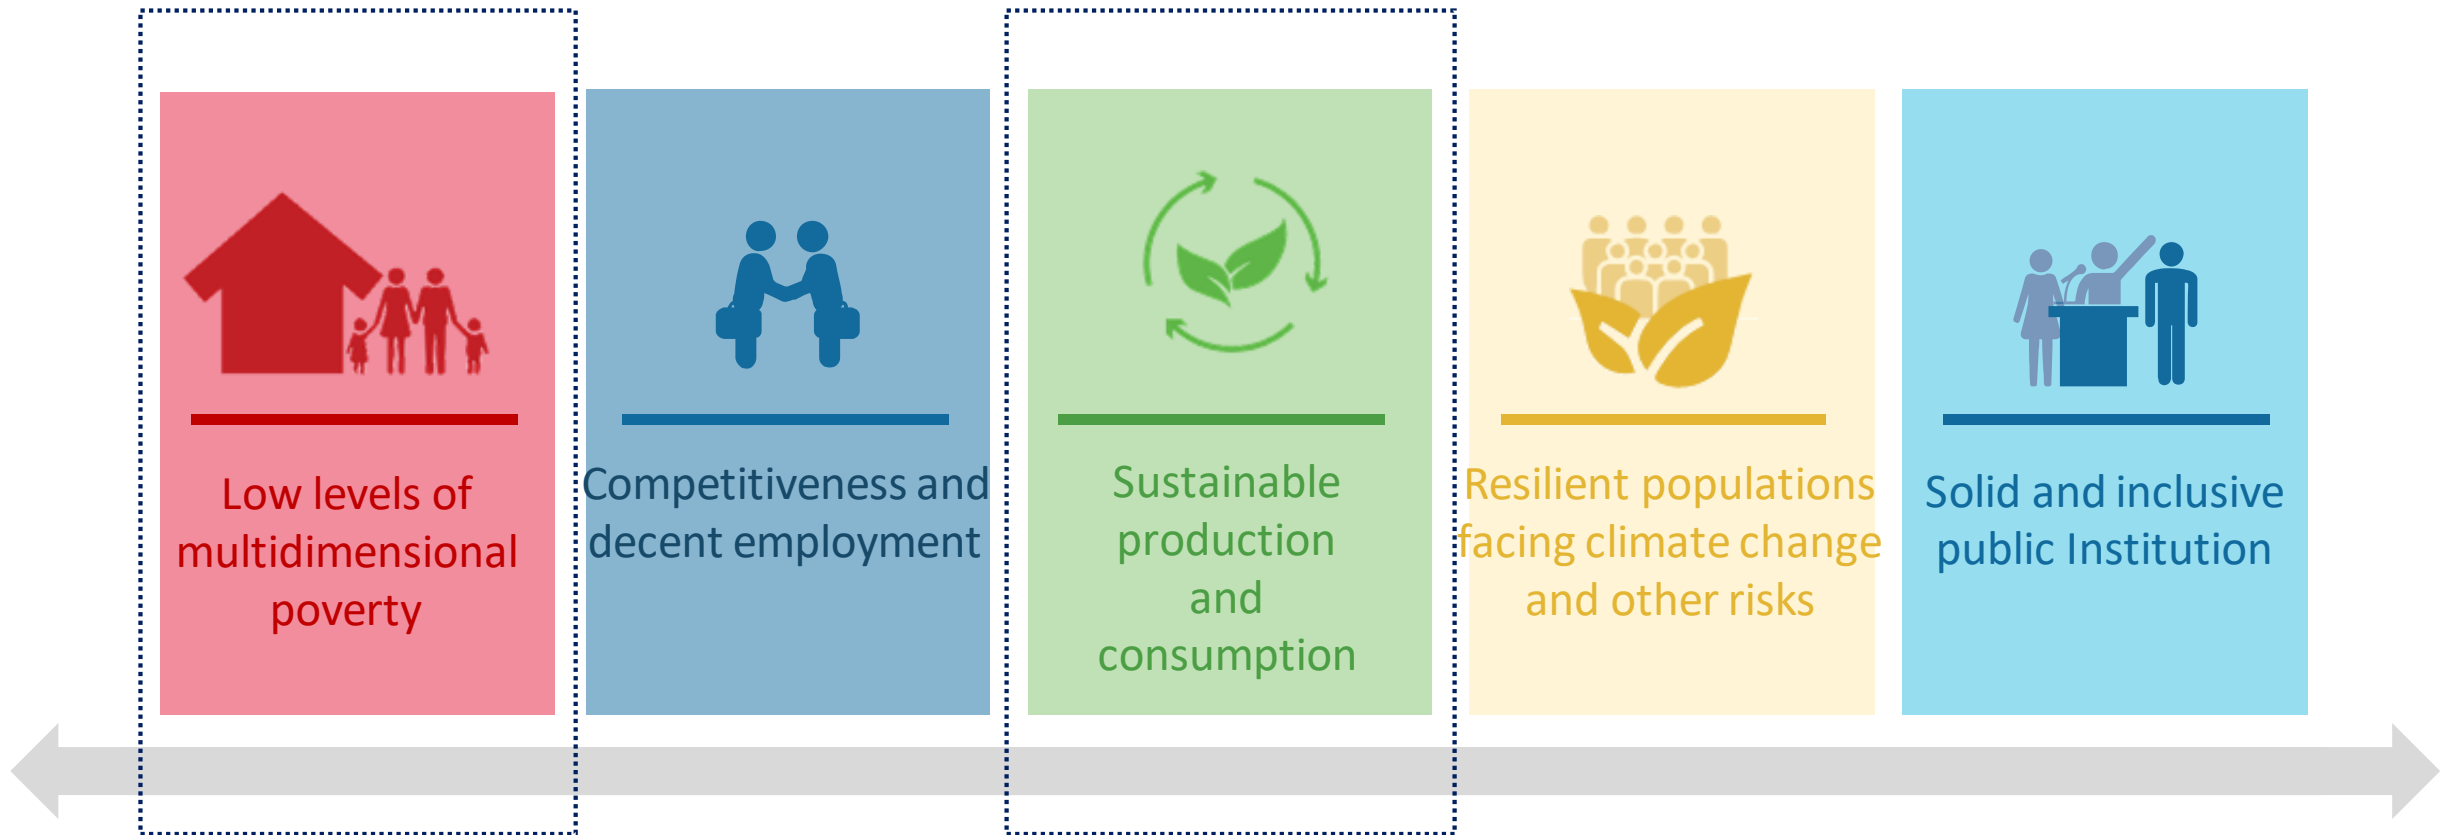 Low levels of
multidimensional
poverty
Competitiveness and
decent employment
Sustainable
production
and
consumption
Resilient populations
facing climate change
and other risks
Solid and inclusive
public Institution